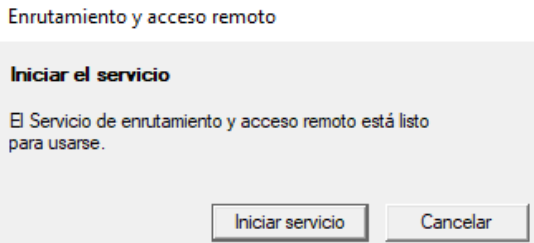 Enrutamiento y acceso remoto
Iniciar el servicio
El Servicio de enrutamiento y acceso remoto está listo
para usarse.
Iniciar servicio
Cancelar